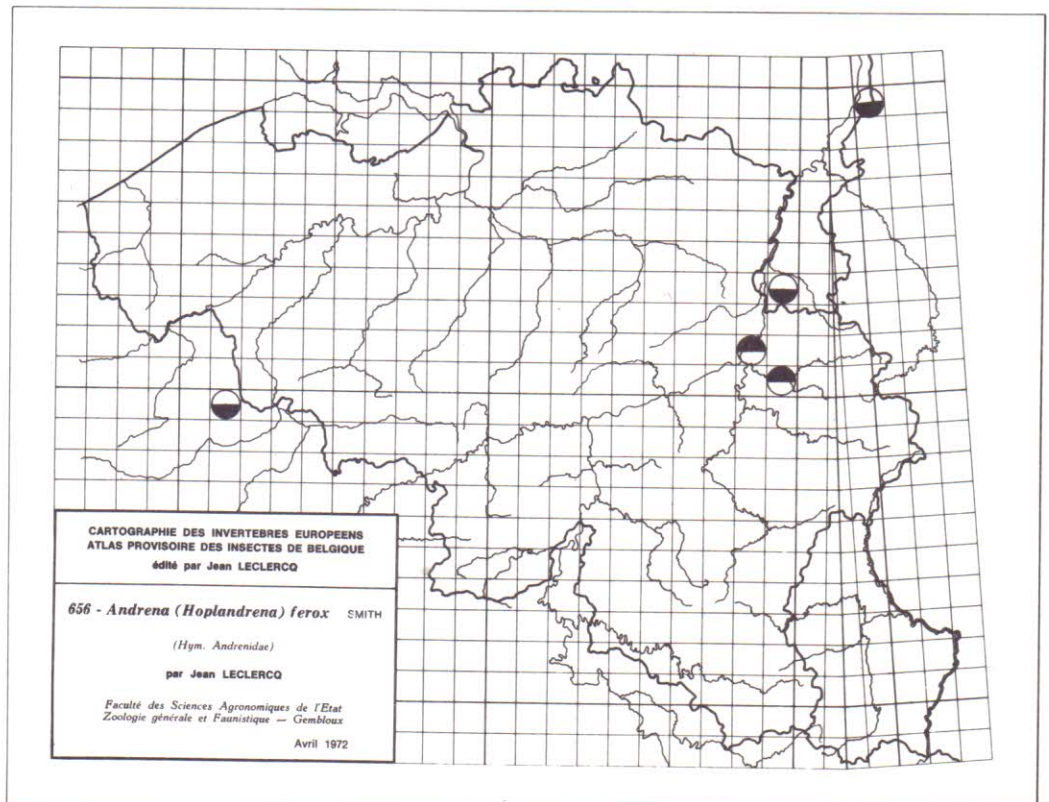 CARTOGRAPHIE DES INVERTEBRES EUROPEENS
ATLAS PROVISOIRE DES INSECTES DE BELGIQUE
édité par Jean LECLERCQ
656 - Andrena (Hoplandrena) ferox SMITH
(Hym. Andrenidae)
par Jean LECLERCQ
Faculté des Sciences Agronomiques de l'Etat
Zoologie générale et Faunistique — Gembloux
Avril 1972